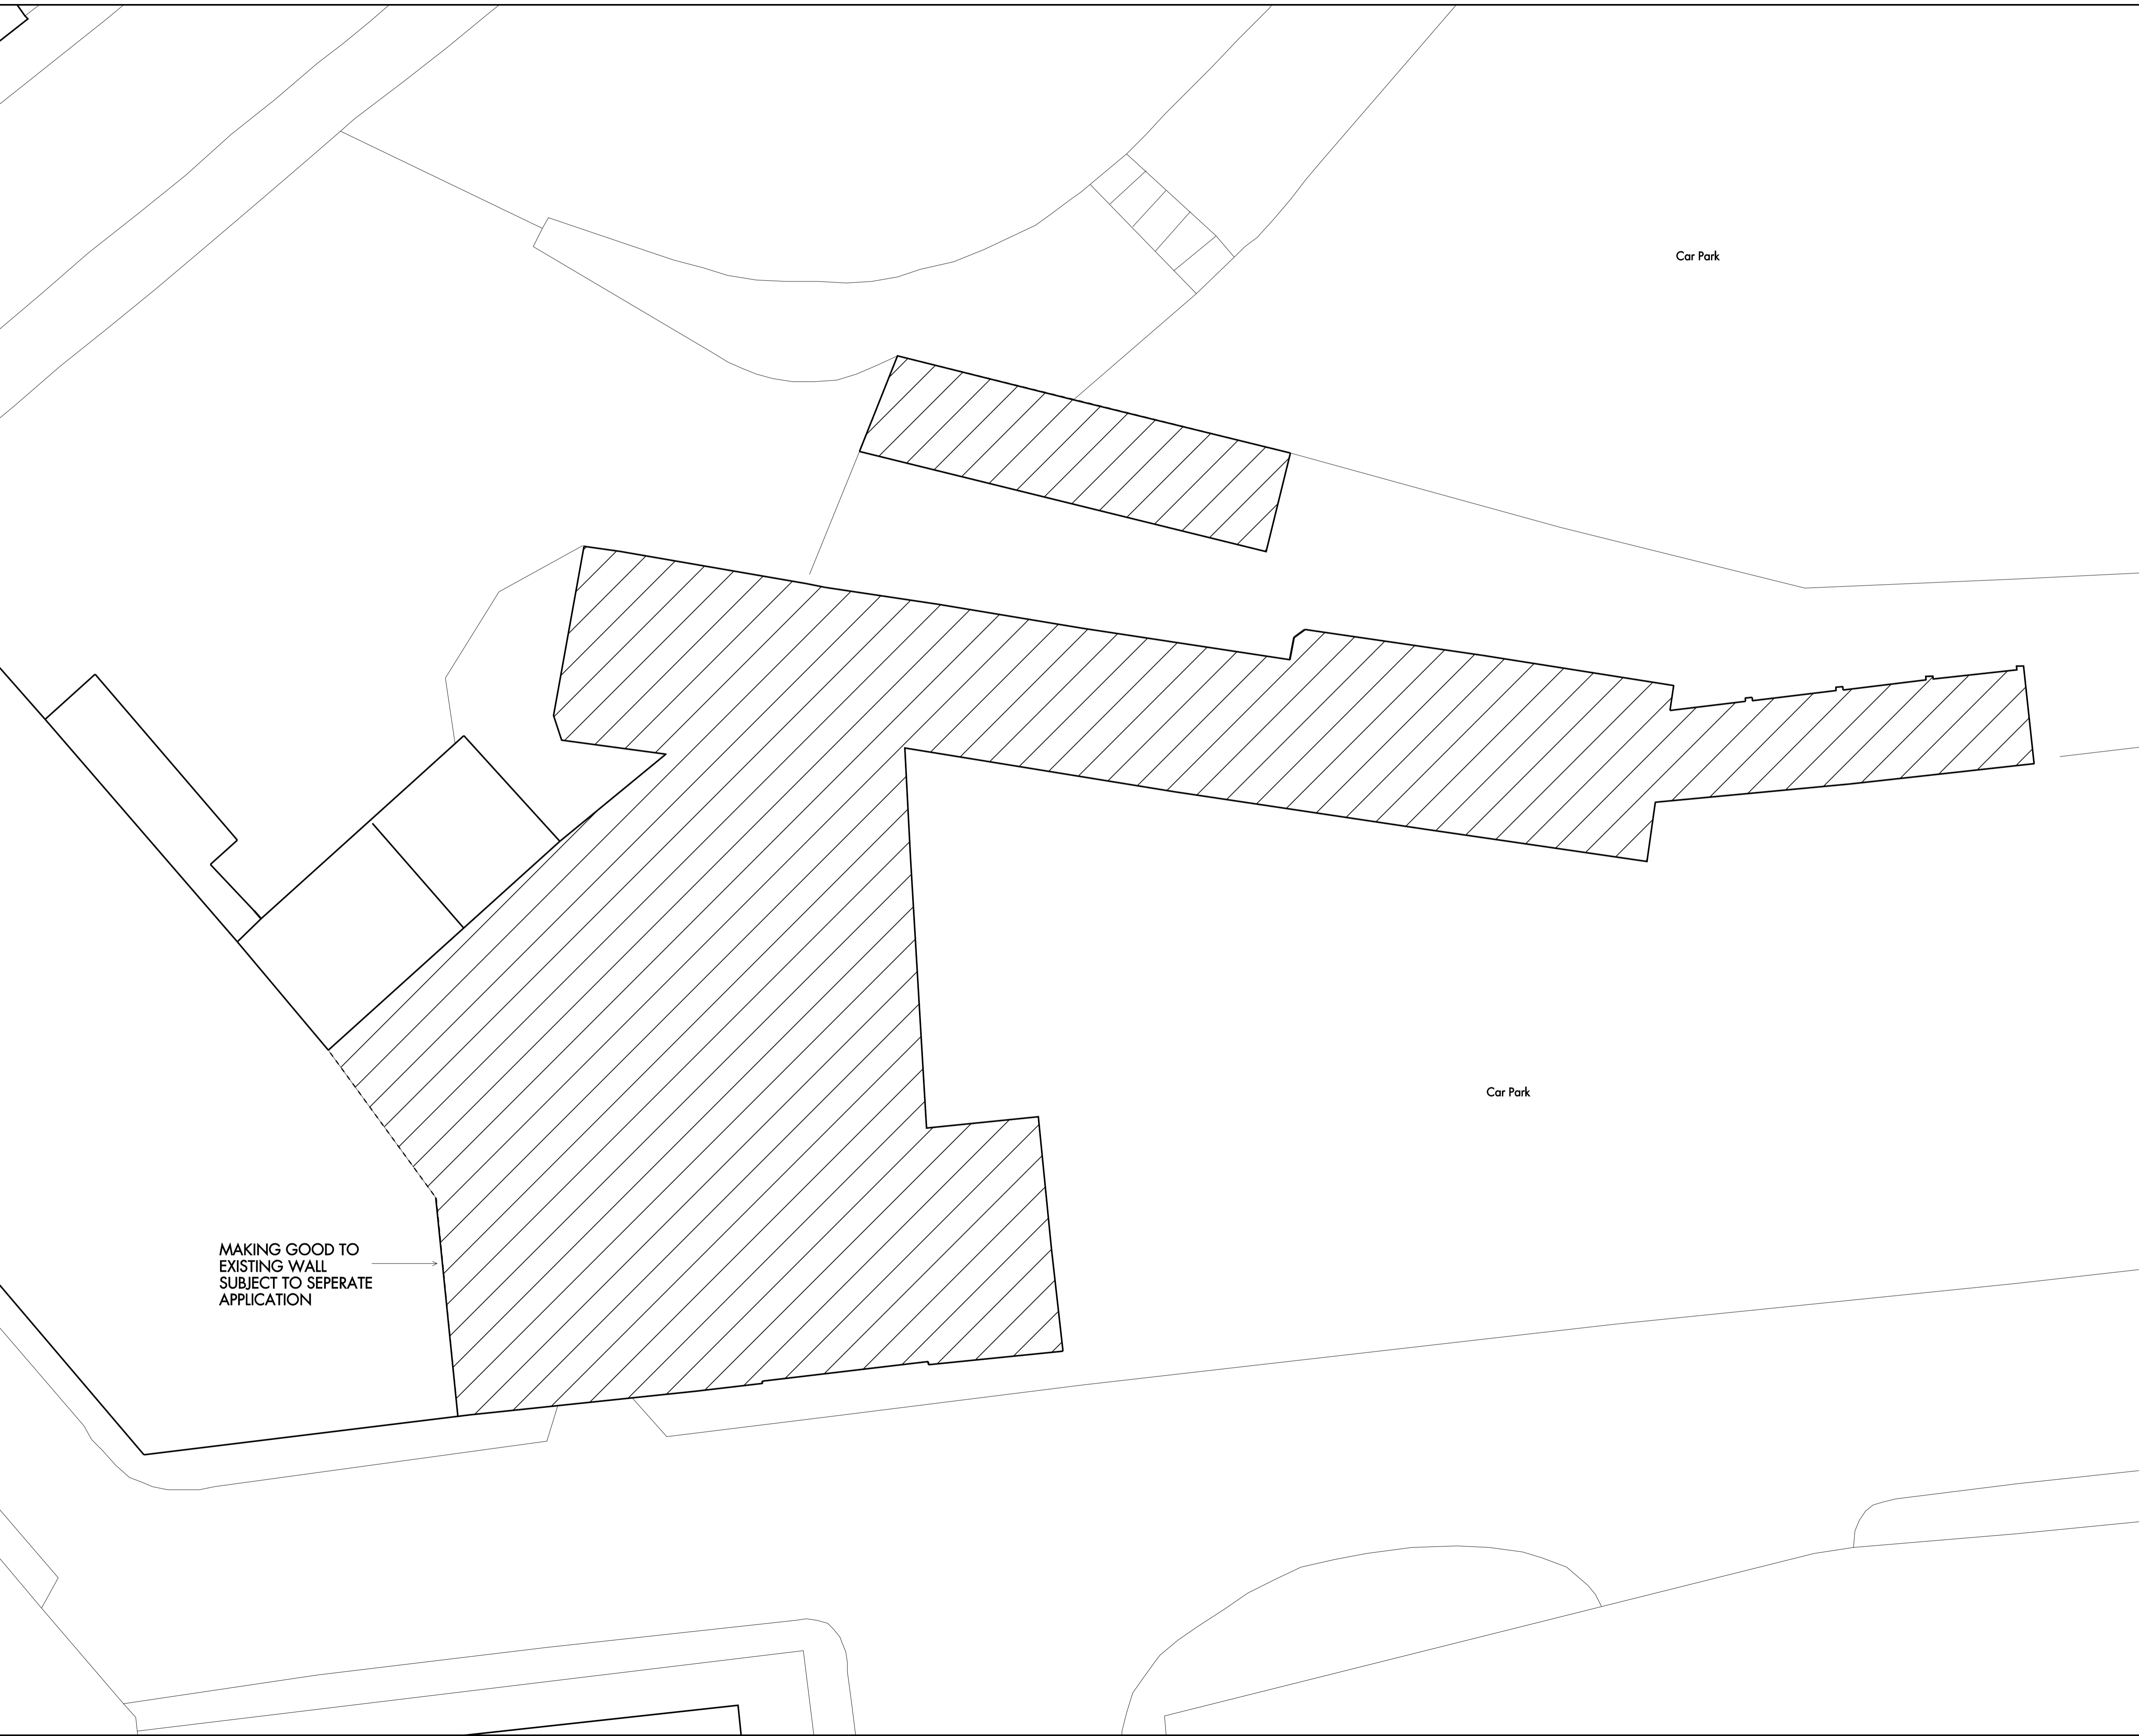 Car Park
Car Park
MAKING GOOD TO
EXISTING WALL
SUBJECT TO SEPERATE
APPLICATION